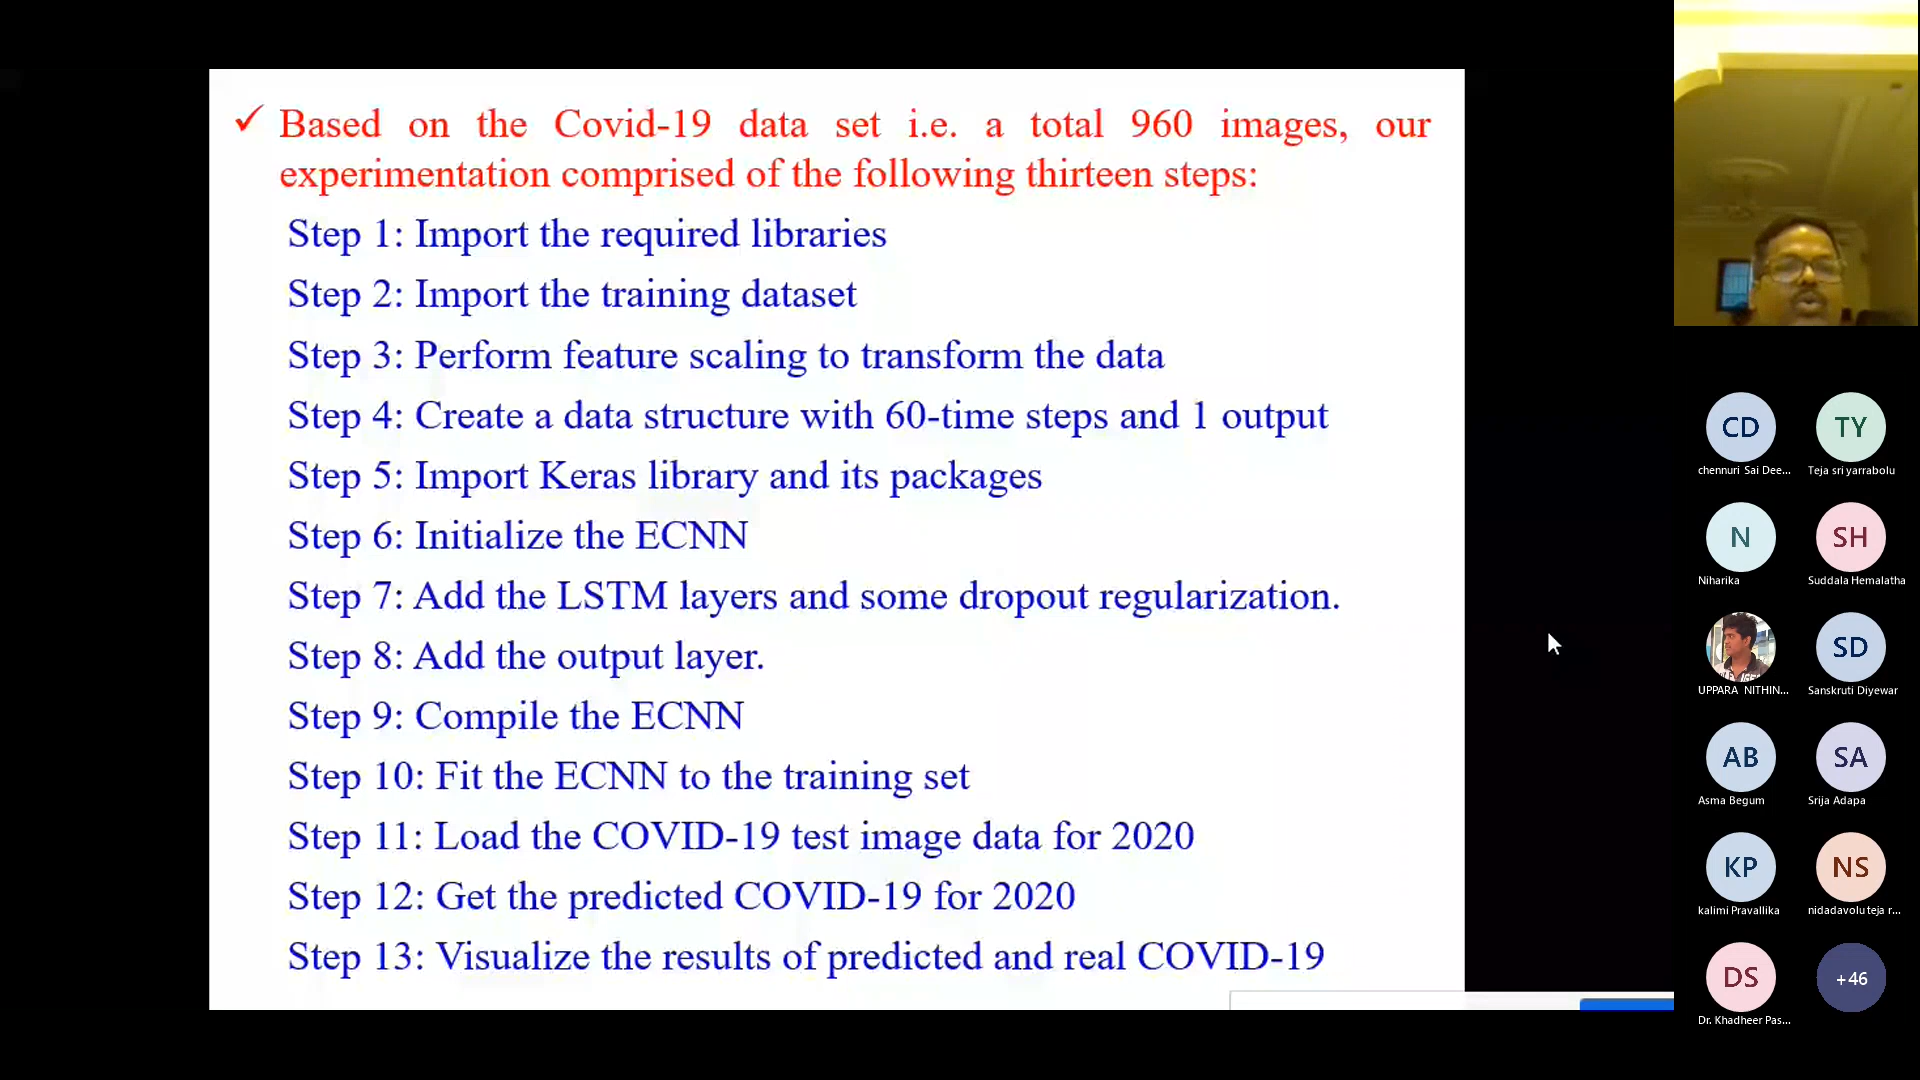 Based on the Covid-19 data set i.e. a total 960 images, our
experimentation comprised of the following thirteen steps:
Step 1: Import the required libraries
Step 2: Import the training dataset
Step 3: Perform feature scaling to transform the data
Step 4: Create a data structure with 60-time steps and 1 output
Step 5: Import Keras library and its packages
Step 6: Initialize the ECNN
Step 7: Add the LSTM layers and some dropout regularization.
Step 8: Add the output layer.
Step 9: Compile the ECNN
Step 10: Fit the ECNN to the training set
Step 11: Load the COVID-19 test image data for 2020
Step 12: Get the predicted COVID-19 for 2020
Step 13: Visualize the results of predicted and real COVID-19
CD TY
chennuri Sai Dee... Teja sri yarrabolu
N SH
Niharika Suddala Hemalatha
SD
UPPARA NITHIN... Sanskruti Diyewar
AB SA
Asma Begum Srija Adapa
KP NS
kalimi Pravallika nidadavolu teja r...
DS +46
Dr. Khadheer Pas...